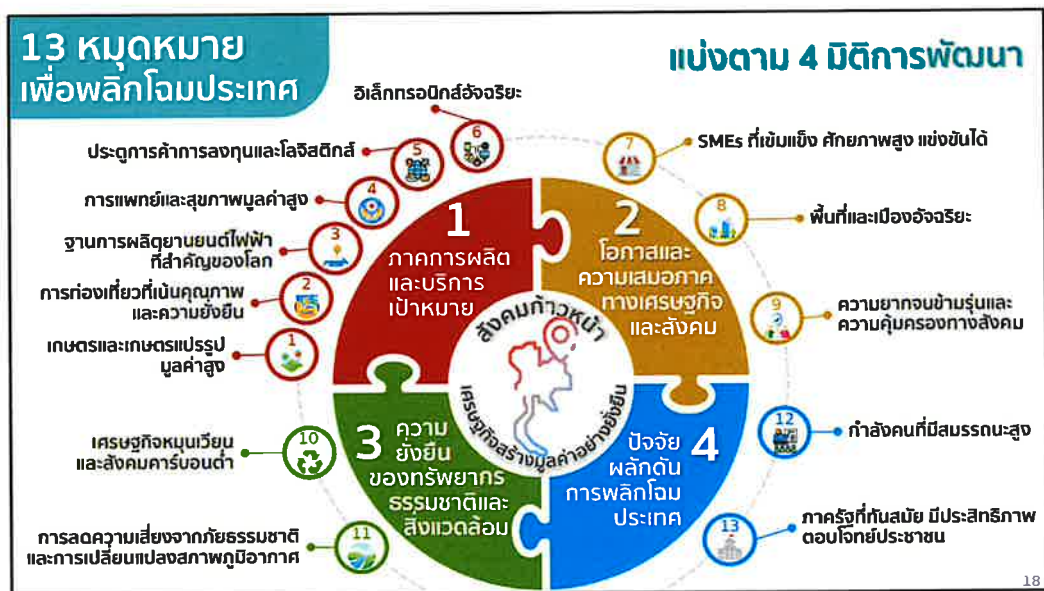 13 หมุดหมาย
เพื่อพลิกโฉมประเทศ
แบ่งตาม 4 มิติการพัฒนา
อิเล็กทรอนิกส์อัจฉริยะ
6
ประตูการค้าการลงทุนและโลจิสติกส์
5
การแพทย์และสุขภาพมูลค่าสูง
4
ฐานการผลิตยานยนต์ไฟฟ้า
ที่สำคัญของโลก
3
การท่องเที่ยวที่เน้นคุณภาพ
และความยั่งยืน
2
เกษตรและเกษตรแปรรูป
มูลค่าสูง
1
1
ภาคการผลิต
และบริการ
เป้าหมาย
7
SMEs ที่เข้มแข็ง ศักยภาพสูง แข่งขันได้
8
พื้นที่และเมืองอัจฉริยะ
9
ความยากจนข้ามรุ่นและ
ความคุ้มครองทางสังคม
2
โอกาสและ
ความเสมอภาค
ทางเศรษฐกิจ
และสังคม
สังคมก้าวหน้า
เศรษฐกิจสร้างมูลค่าอย่างยั่งยืน
เศรษฐกิจหมุนเวียน
และสังคมคาร์บอนต่ำ
10
การลดความเสี่ยงจากภัยธรรมชาติ
และการเปลี่ยนแปลงสภาพภูมิอากาศ
11
3
ความ
ยั่งยืน
ของทรัพยากร
ธรรมชาติและ
สิ่งแวดล้อม
4
ปัจจัย
ผลักดัน
การพลิกโฉม
ประเทศ
12
กำลังคนที่มีสมรรถนะสูง
13
ภาครัฐที่ทันสมัย มีประสิทธิภาพ
ตอบโจทย์ประชาชน
18